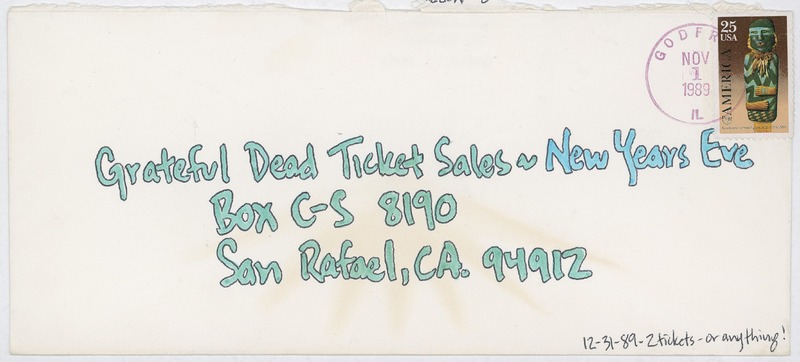 GODFR
NOV
1
1989
IL
25
USA
AMERICA
Grateful Dead Ticket Sales ~ New Years Eve
Box C-S 8190
San Rafael, CA. 94912
12-31-89-2 tickets-or anything!